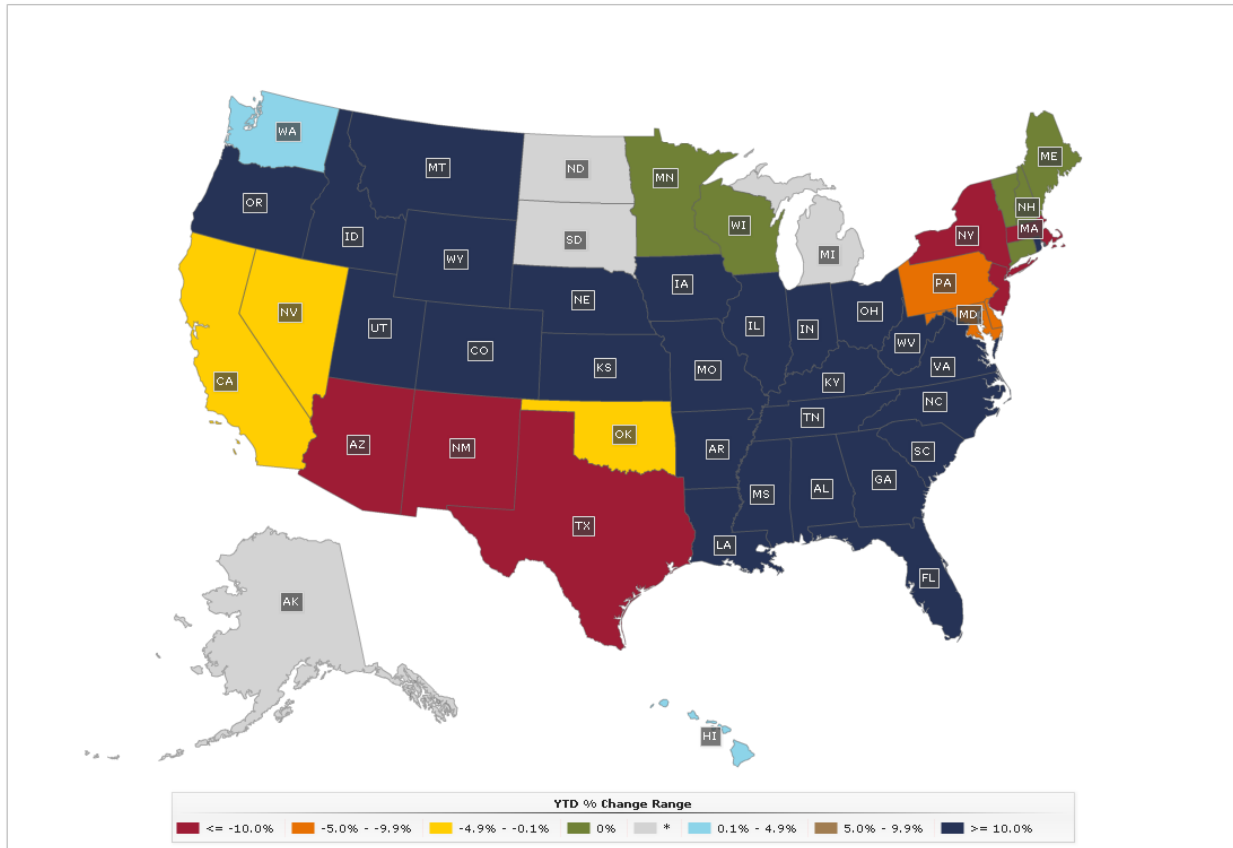 WA
MT
ND
MN
ME
OR
ID
WY
SD
WI
MI
NY
NH
MA
NV
UT
CO
NE
IA
IL
IN
OH
PA
MD
WV
VA
CA
KS
MO
KY
NC
TN
AZ
NM
OK
AR
SC
TX
LA
MS
AL
GA
FL
AK
HI
YTD % Change Range
<= -10.0% -5.0% - -9.9% -4.9% - -0.1% 0% * 0.1% - 4.9% 5.0% - 9.9% >= 10.0%